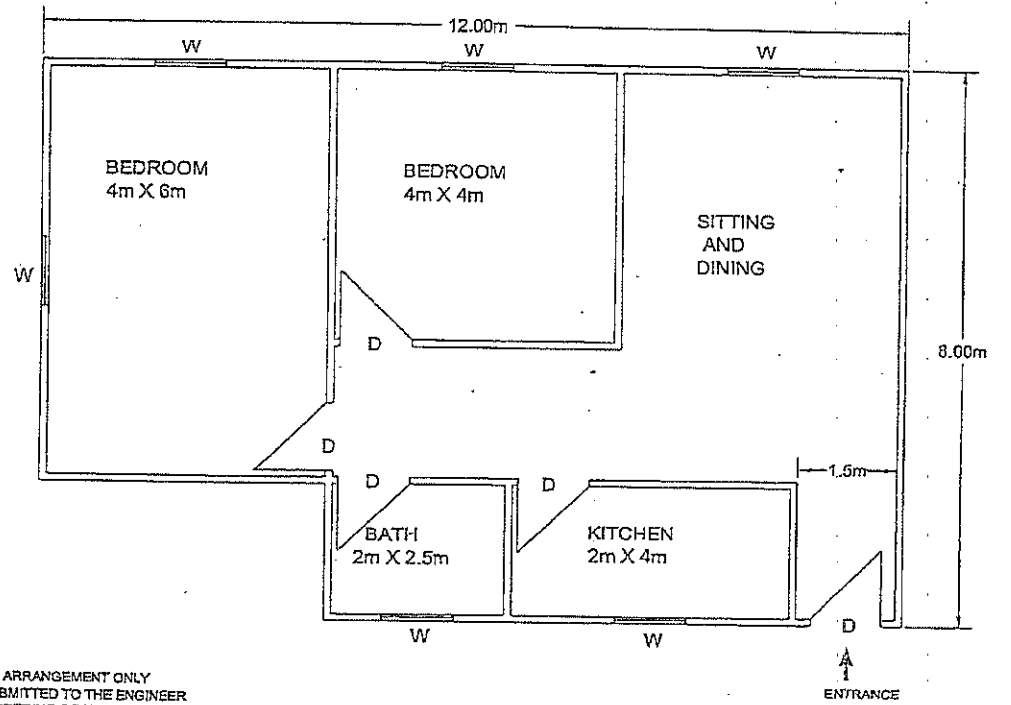 12.00m
W
W
W
BEDROOM
4m X 6m
BEDROOM
4m X 4m
SITTING
AND
DINING
W
D
8.00m
D
D
D
1.5m
BATH
2m X 2.5m
KITCHEN
2m X 4m
W
W
D
ENTRANCE
ARRANGEMENT ONLY
BMITTED TO THE ENGINEER